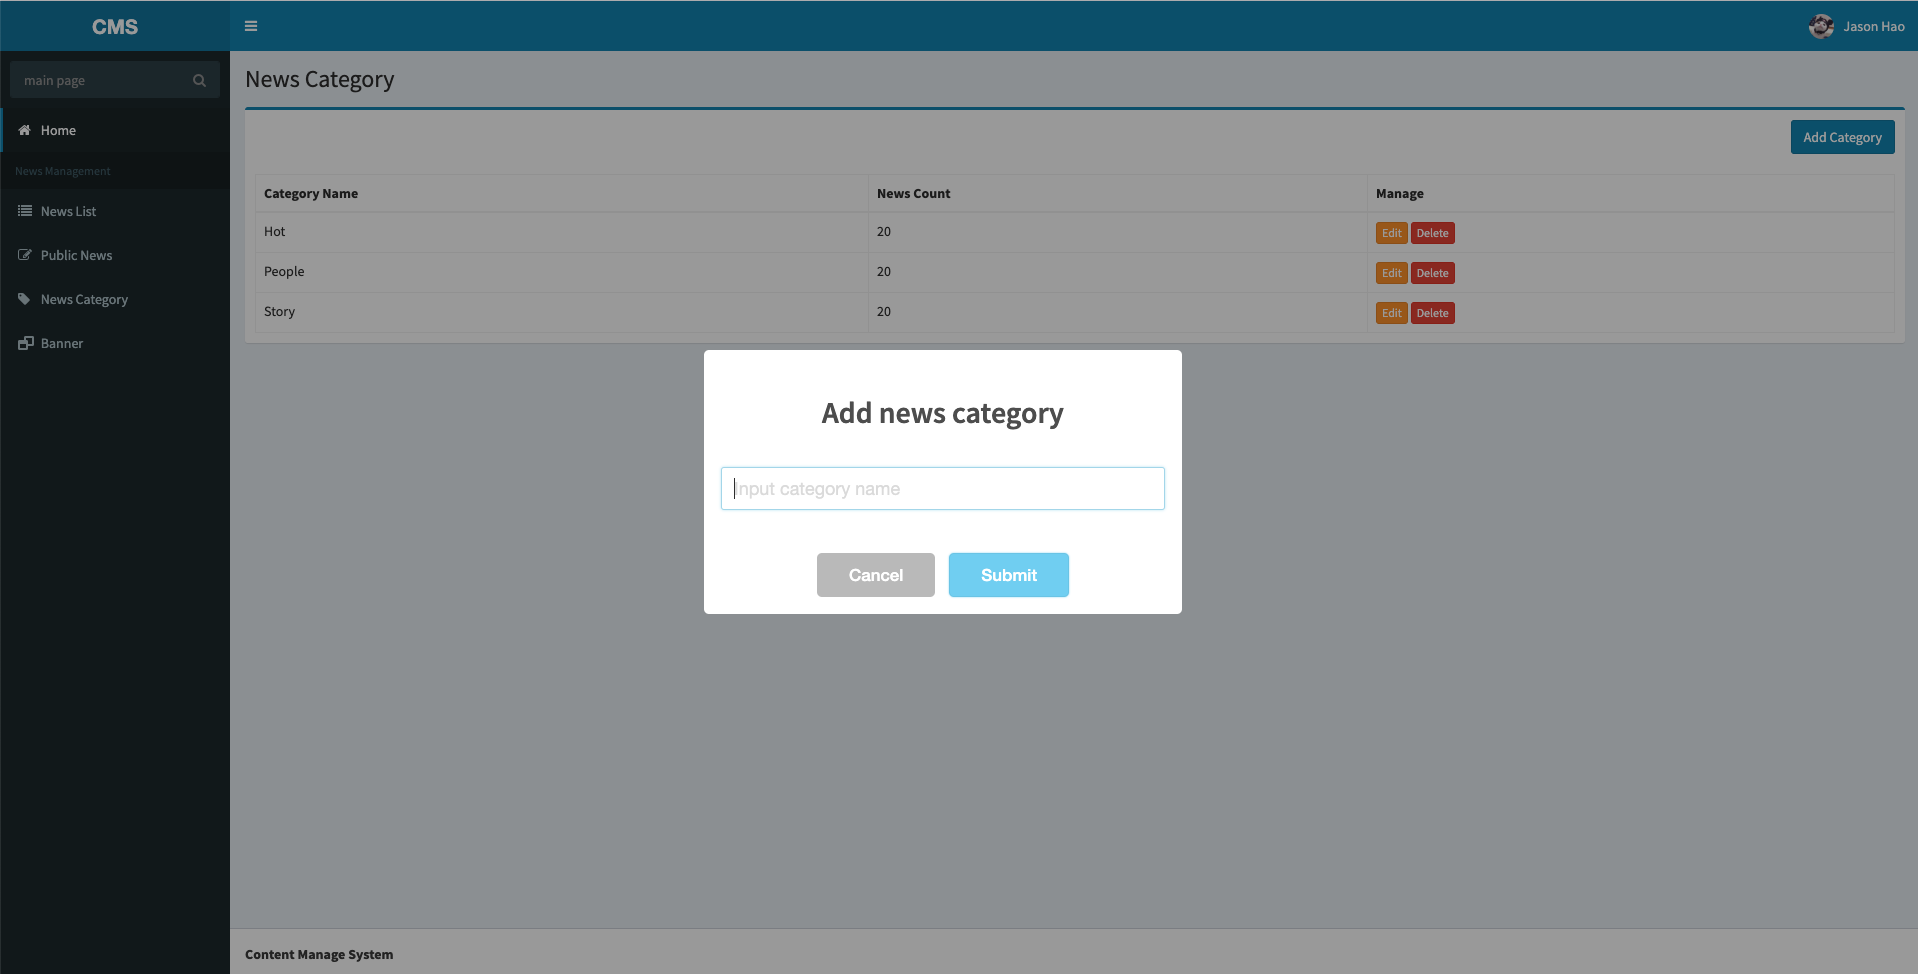 CMS
Jason Hao
main page
Home
News Management
News List
Public News
News Category
Banner
News Category
Add Category
Category Name News Count Manage
Hot 20 Edit Delete
People 20 Edit Delete
Story 20 Edit Delete
Add news category
Input category name
Cancel Submit
Content Manage System